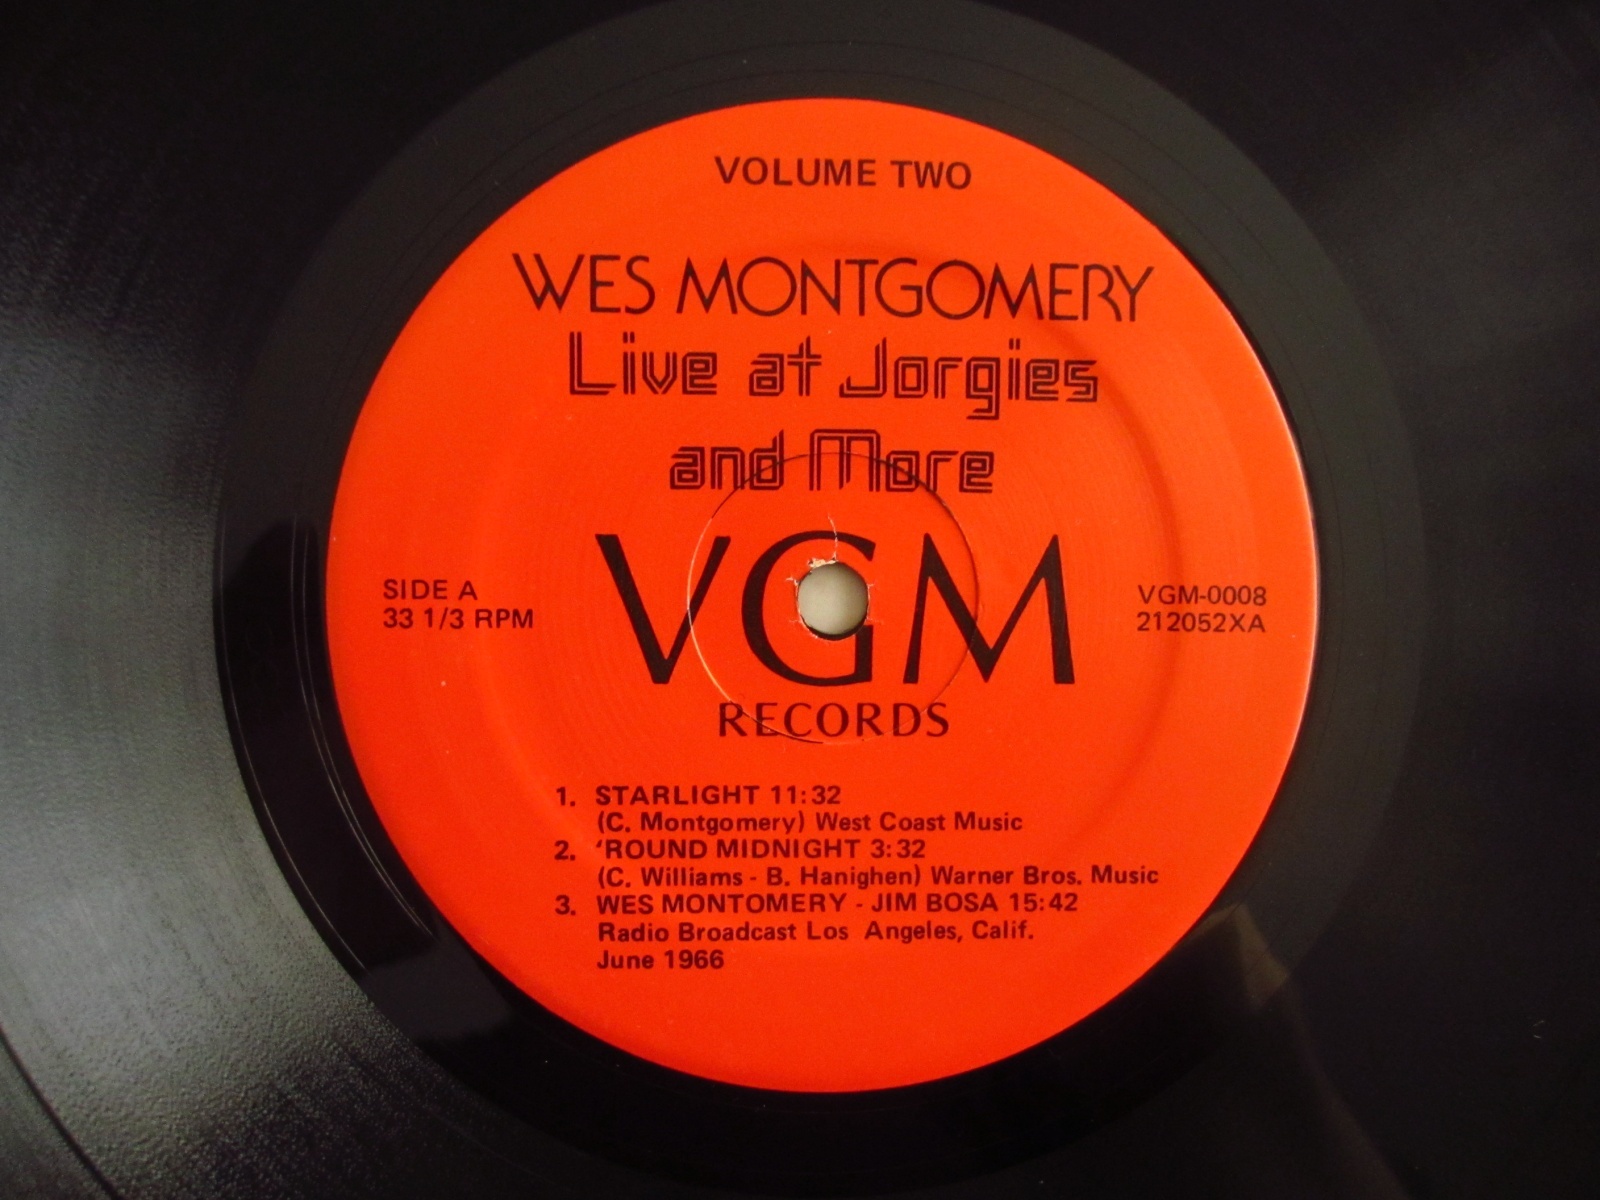 VOLUME TWO
WES MONTGOMERY
Live at Jorgies
and More
VGM
RECORDS
SIDE A
33 1/3 RPM
VGM-0008
212052XA
1. STARLIGHT 11:32
(C. Montgomery) West Coast Music
2. ‘ROUND MIDNIGHT 3:32
(C. Williams - B. Hanighen) Warner Bros. Music
3. WES MONTOMERY - JIM BOSA 15:42
Radio Broadcast Los Angeles, Calif.
June 1966